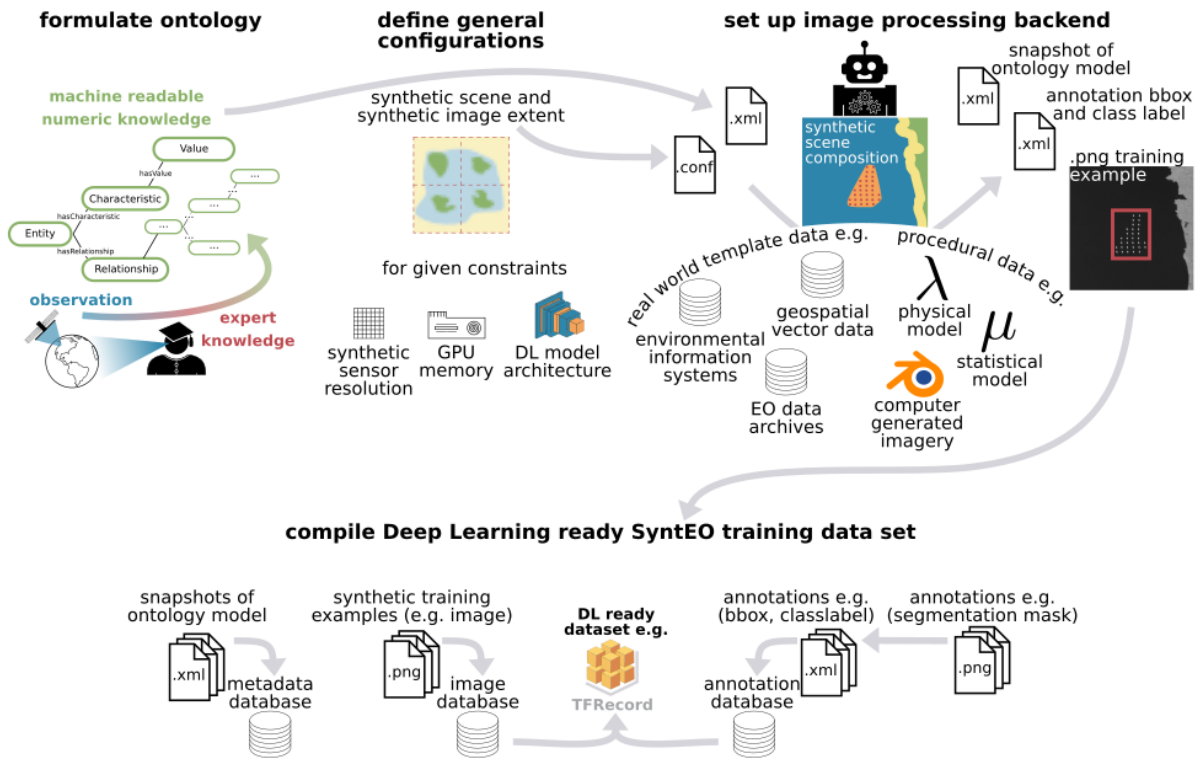 formulate ontology
machine readable
numeric knowledge
Value
hasValue
...
...
Characteristic
...
hasCharacteristic
...
...
Entity
...
hasRelationship
Relationship
observation
expert
knowledge
define general
configurations
synthetic scene and
synthetic image extent
for given constraints
synthetic
sensor
resolution
GPU
memory
DL model
architecture
set up image processing backend
.xml
.conf
synthetic
scene
composition
snapshot of
ontology model
.xml
annotation bbox
and class label
.xml
.png training
example
real world template data e.g.
procedural data e.g.
geospatial
vector data
environmental
information
systems
EO data
archives
λ
physical
model
μ
statistical
model
computer
generated
imagery
compile Deep Learning ready SyntEO training data set
snapshots of
ontology model
.xml
metadata
database
synthetic training
examples (e.g. image)
.png
image
database
DL ready
dataset e.g.
TFRecord
annotations e.g.
(bbox, classlabel)
.xml
annotation
database
annotations e.g.
(segmentation mask)
.png